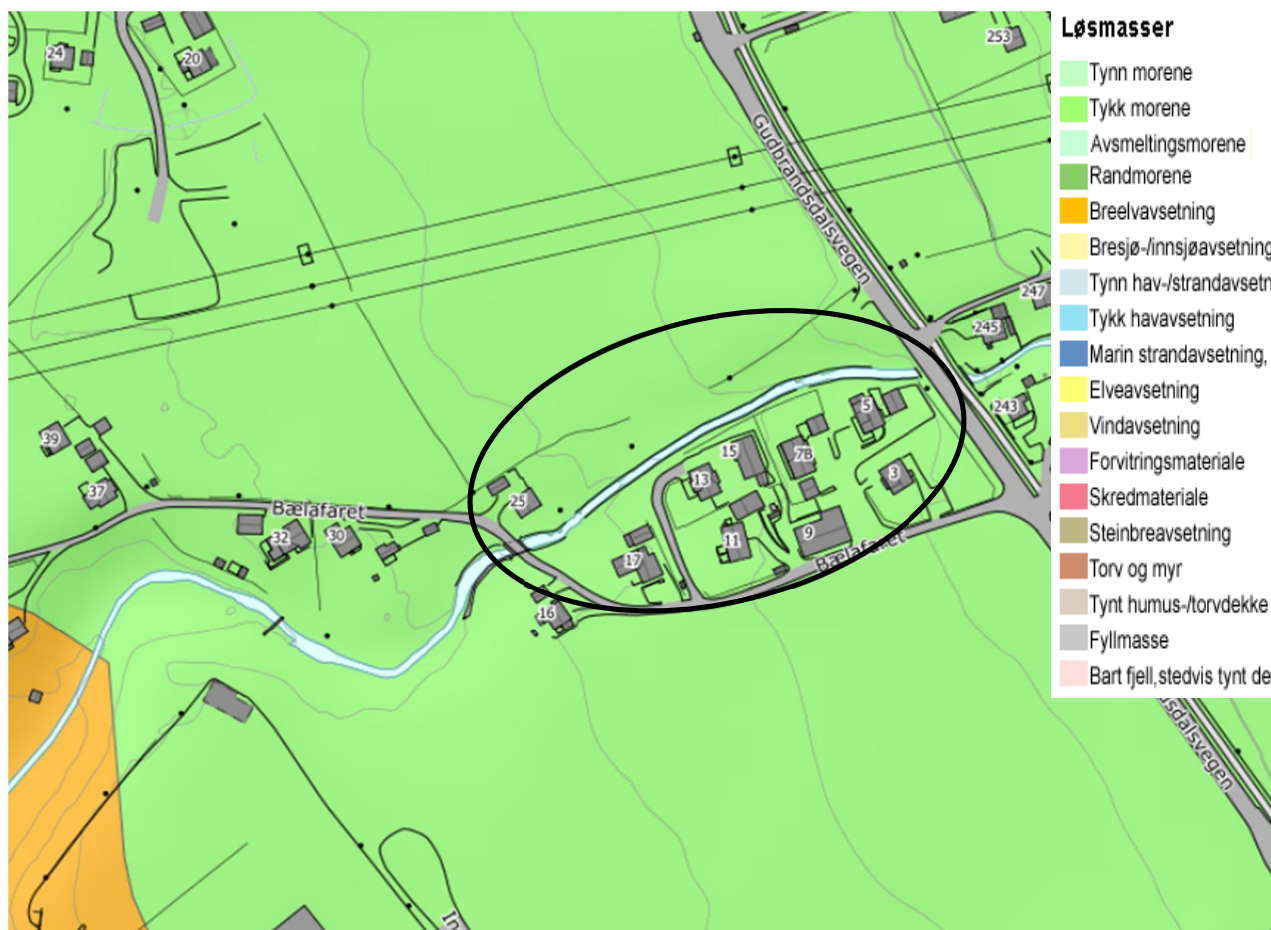 Løsmasser
Tynn morene
Tykk morene
Avsmeltingsmorene
Randmorene
Breelvavsetning
Bresjø-/innsjøavsetning
Tynn hav-/strandavsetn
Tykk havavsetning
Marin strandavsetning,
Elveavsetning
Vindavsetning
Forvitringsmateriale
Skredmateriale
Steinbreavsetning
Torv og myr
Tynt humus-/torvdekke
Fyllmasse
Bart fjell,stedvis tynt de
24
20
253
Gudbrandsdalsvegen
247
245
243
39
37
Bælafaret
32
30
25
15
13
11
17
16
7B
5
3
9
Bælafaret
sdalsvegen
In